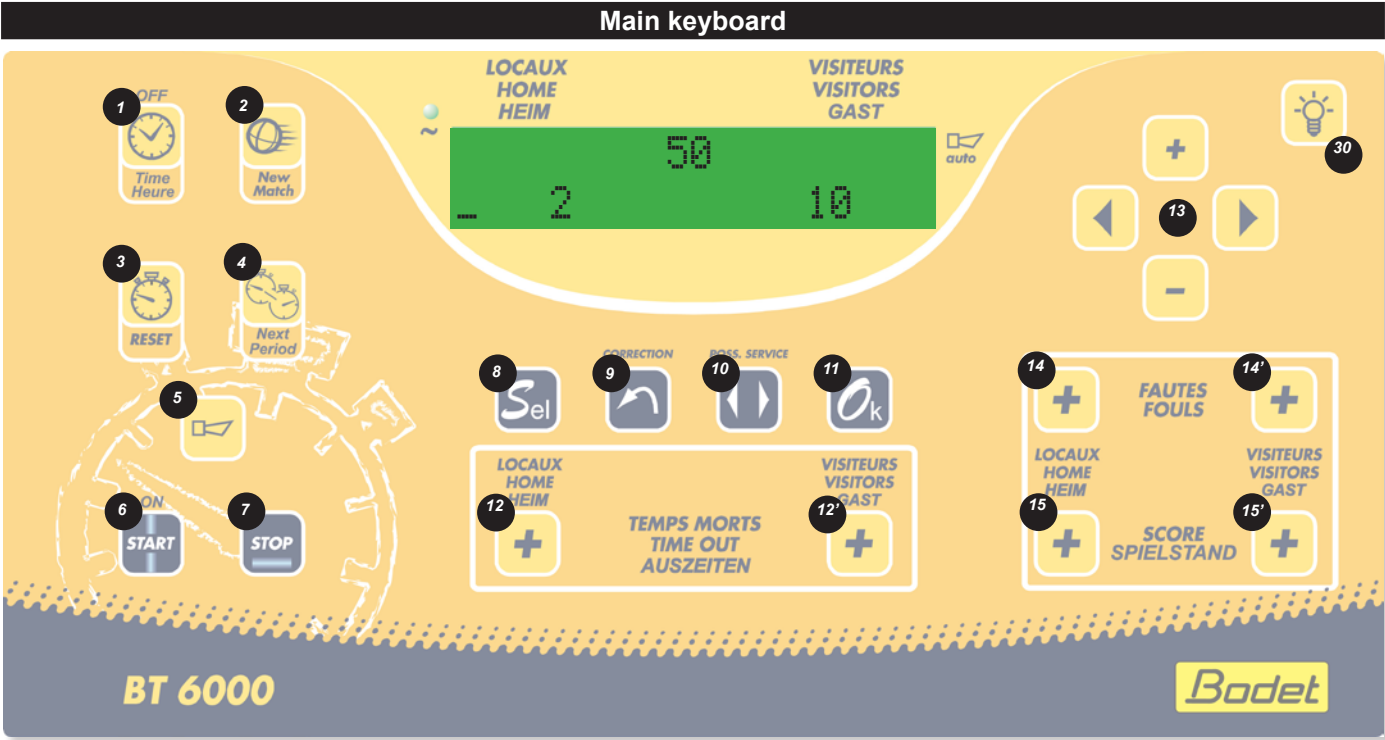 Main keyboard
LOCAUX
HOME
HEIM
VISITEURS
VISITORS
GAST
~
50
_ 2 10
auto
OFF
1
Time
Heure
2
New
Match
30
+
13
-
3
RESET
4
Next
Period
5
6
ON
START
7
STOP
8
Sel
CORRECTION
9
POSS. SERVICE
10
11
Ok
LOCAUX
HOME
HEIM
12
+
TEMPS MORTS
TIME OUT
AUSZEITEN
VISITEURS
VISITORS
GAST
12'
+
14
+
FAUTES
FOULS
14'
+
LOCAUX
HOME
HEIM
VISITEURS
VISITORS
GAST
15
+
SCORE
SPIELSTAND
15'
+
BT 6000
Bodet